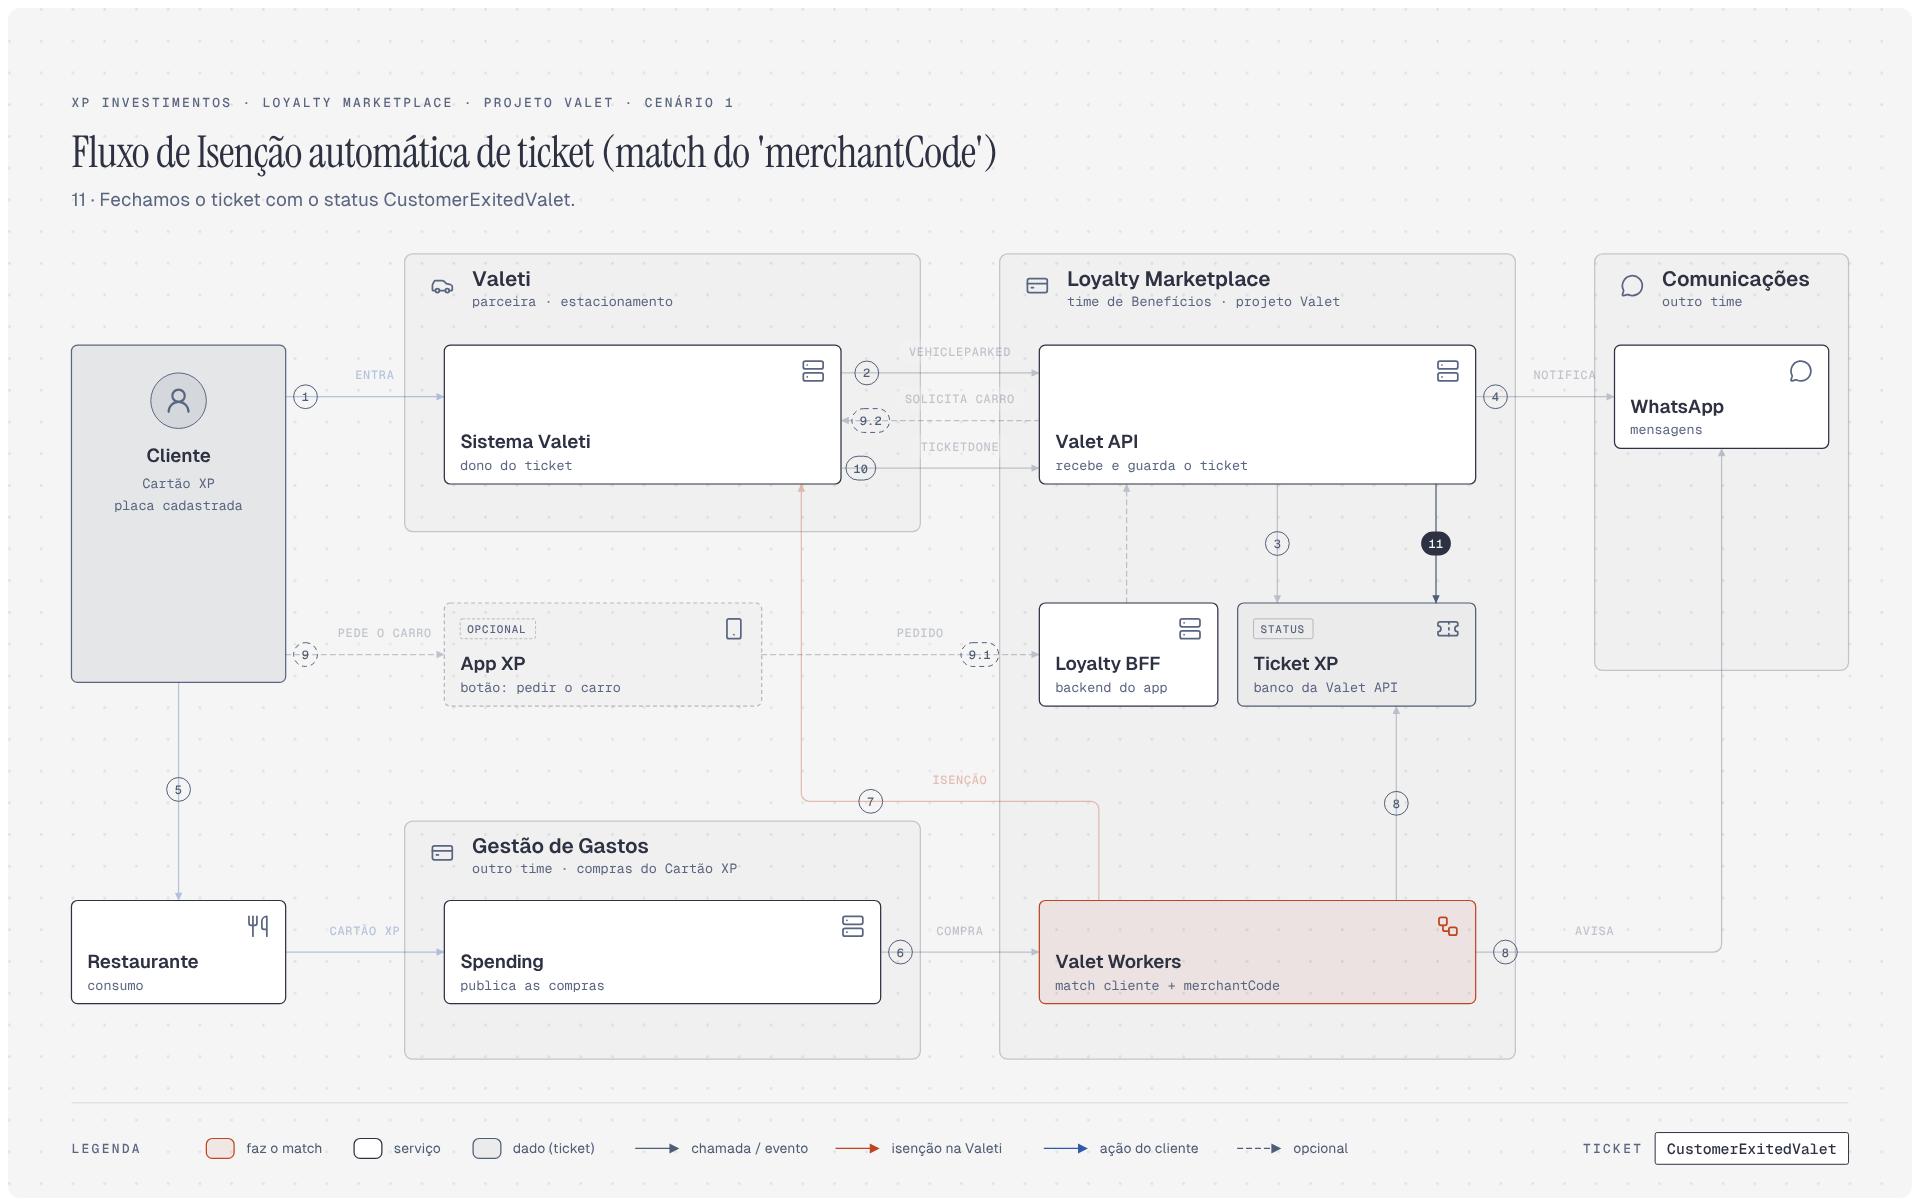 XP INVESTIMENTOS · LOYALTY MARKETPLACE · PROJETO VALET · CENÁRIO 1
Fluxo de Isenção automática de ticket (match do 'merchantCode')
11 · Fechamos o ticket com o status CustomerExitedValet.
Valeti
parceira · estacionamento
Loyalty Marketplace
time de Benefícios · projeto Valet
Comunicações
outro time
Cliente
Cartão XP
placa cadastrada
1
ENTRA
Sistema Valeti
dono do ticket
2
VEHICLEPARKED
9.2
SOLICITA CARRO
10
TICKETDONE
Valet API
recebe e guarda o ticket
4
NOTIFICA
WhatsApp
mensagens
3
11
9
PEDE O CARRO
OPCIONAL
App XP
botão: pedir o carro
PEDIDO
9.1
Loyalty BFF
backend do app
STATUS
Ticket XP
banco da Valet API
5
ISENÇÃO
7
8
Gestão de Gastos
outro time · compras do Cartão XP
Restaurante
consumo
CARTÃO XP
Spending
publica as compras
6
COMPRA
Valet Workers
match cliente + merchantCode
8
AVISA
LEGENDA
faz o match
serviço
dado (ticket)
chamada / evento
isenção na Valeti
ação do cliente
opcional
TICKET
CustomerExitedValet